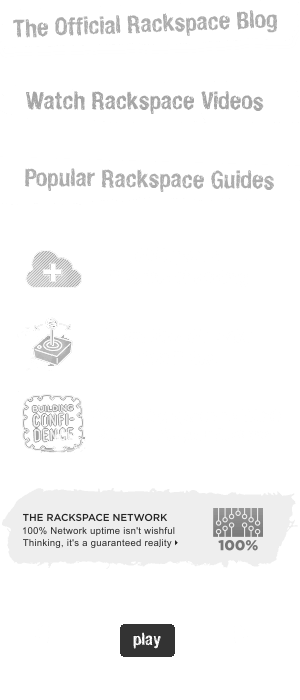 The Official Rackspace Blog
Watch Rackspace Videos
Popular Rackspace Guides
BUILDING
CONFI-
DENCE
THE RACKSPACE NETWORK
100% Network uptime isn't wishful
Thinking, it's a guaranteed reality
100%
play